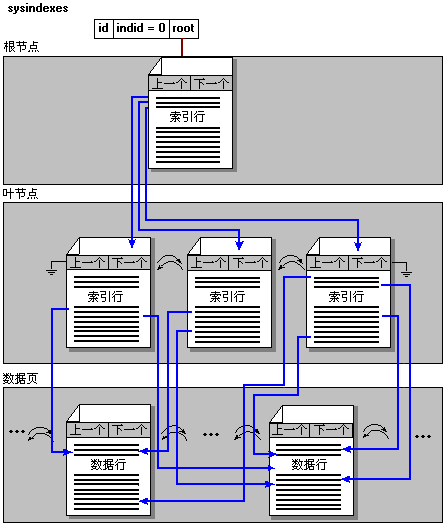 sysindexes
id indid = 0 root
根节点
上一个 下一个
索引行
叶节点
上一个 下一个 上一个 下一个 上一个 下一个
索引行 索引行 索引行
数据页
... ... ...
上一个 下一个 上一个 下一个
数据行 数据行